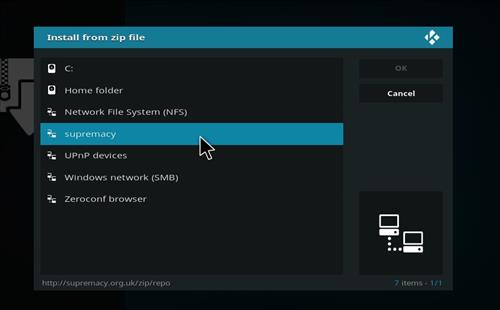 Install from zip file
C:
Home folder
Network File System (NFS)
supremacy
UPnP devices
Windows network (SMB)
Zeroconf browser
OK
Cancel
http://supremacy.org.uk/zip/repo
7 items - 1/1